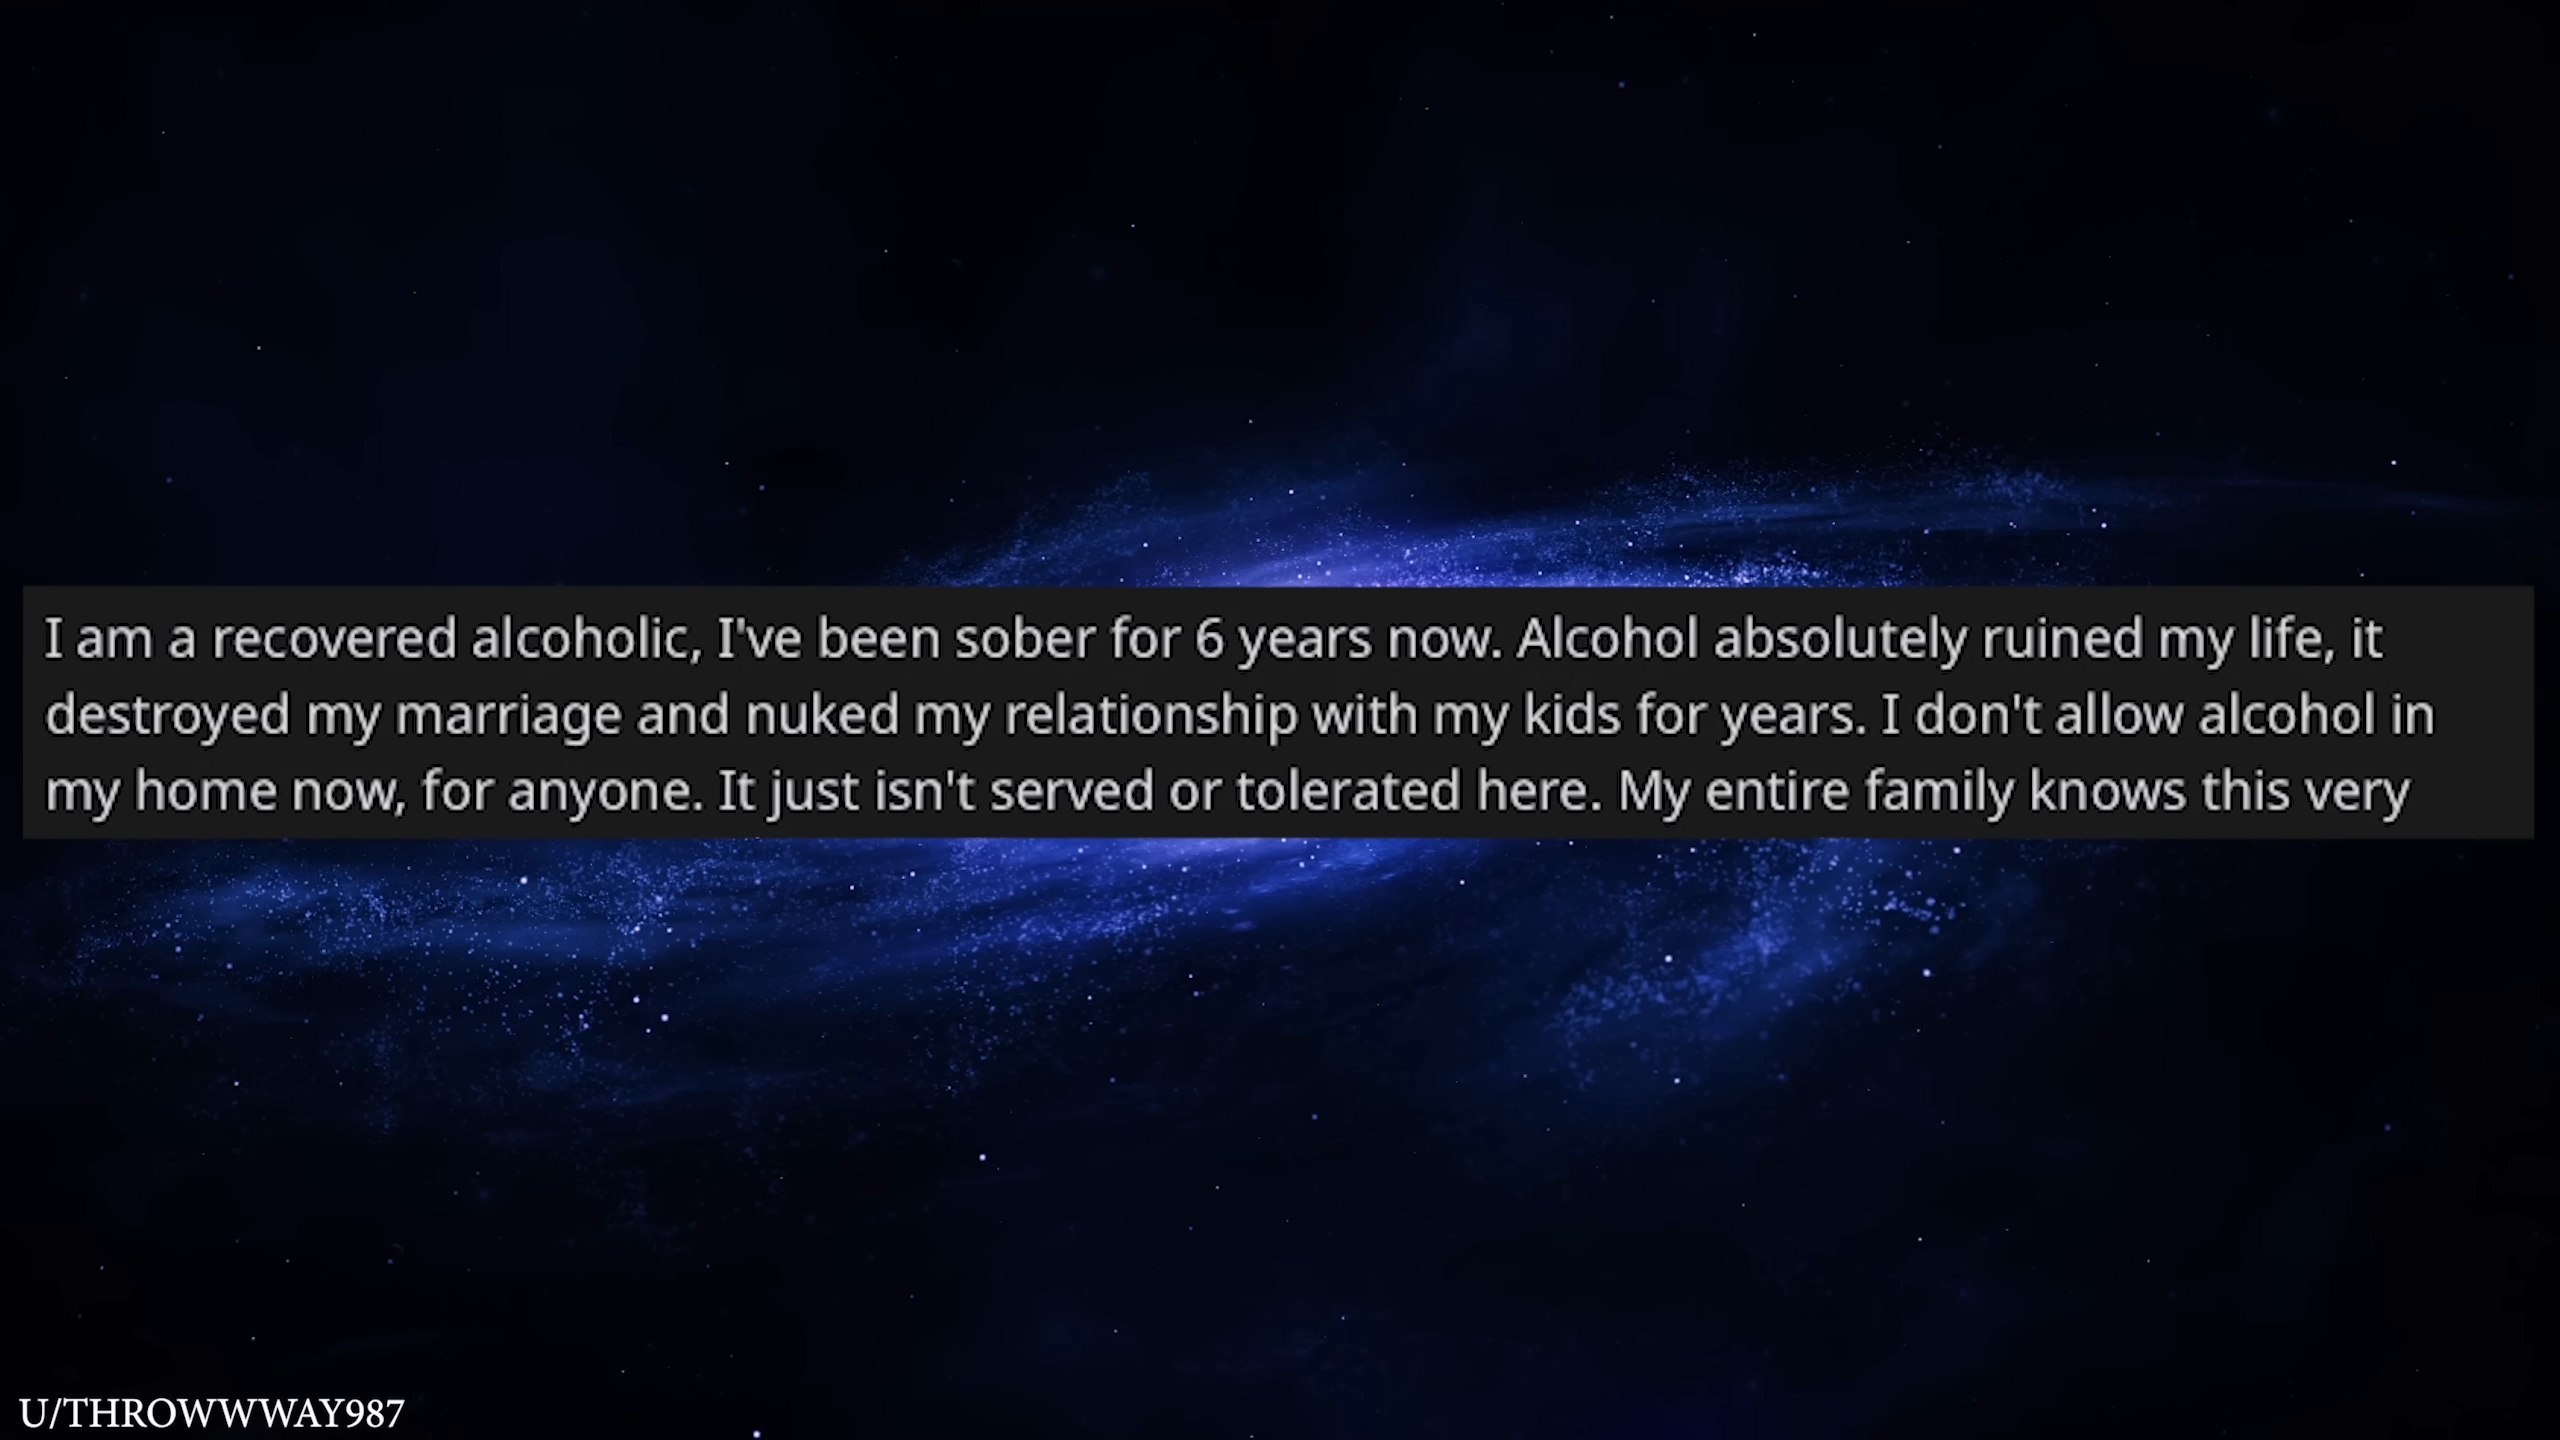 I am a recovered alcoholic, I've been sober for 6 years now. Alcohol absolutely ruined my life, it
destroyed my marriage and nuked my relationship with my kids for years. I don't allow alcohol in
my home now, for anyone. It just isn't served or tolerated here. My entire family knows this very
U/THROWWWAY987